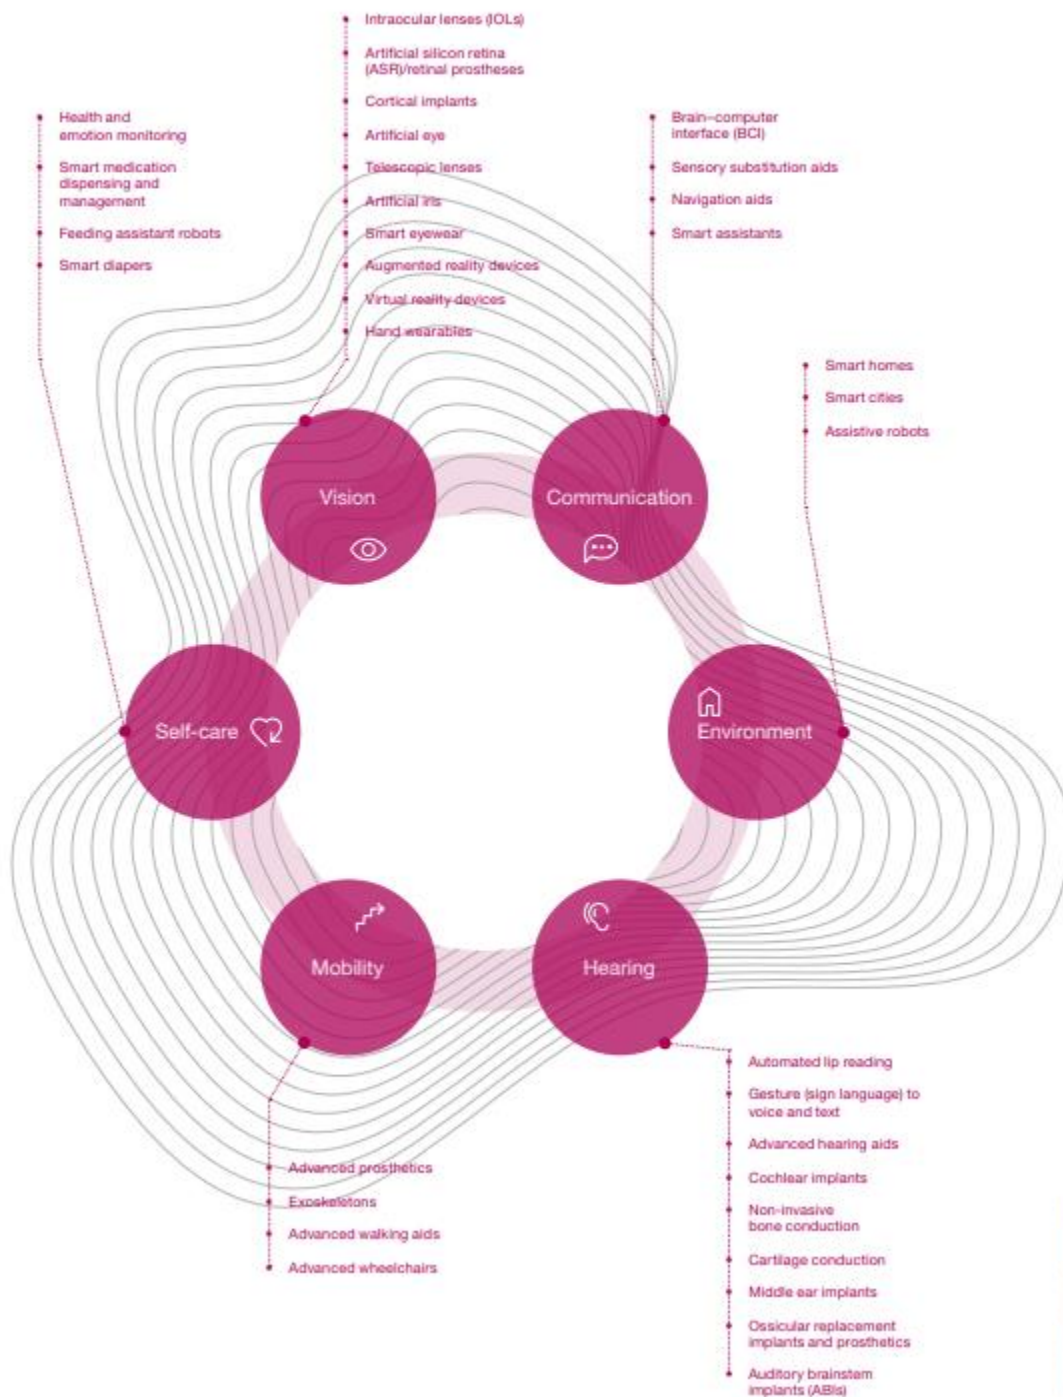 Intraocular lenses (IOLs)
Artificial silicon retina
(ASR)/retinal prostheses
Cortical implants
Artificial eye
Telescopic lenses
Artificial iris
Smart eyewear
Augmented reality devices
Virtual reality devices
Hand wearables
Health and
emotion monitoring
Smart medication
dispensing and
management
Feeding assistant robots
Smart diapers
Brain–computer
interface (BCI)
Sensory substitution aids
Navigation aids
Smart assistants
Smart homes
Smart cities
Assistive robots
Vision
Communication
Self-care
Environment
Mobility
Hearing
Advanced prosthetics
Exoskeletons
Advanced walking aids
Advanced wheelchairs
Automated lip reading
Gesture (sign language) to
voice and text
Advanced hearing aids
Cochlear implants
Non-invasive
bone conduction
Cartilage conduction
Middle ear implants
Ossicular replacement
implants and prosthetics
Auditory brainstem
implants (ABIs)